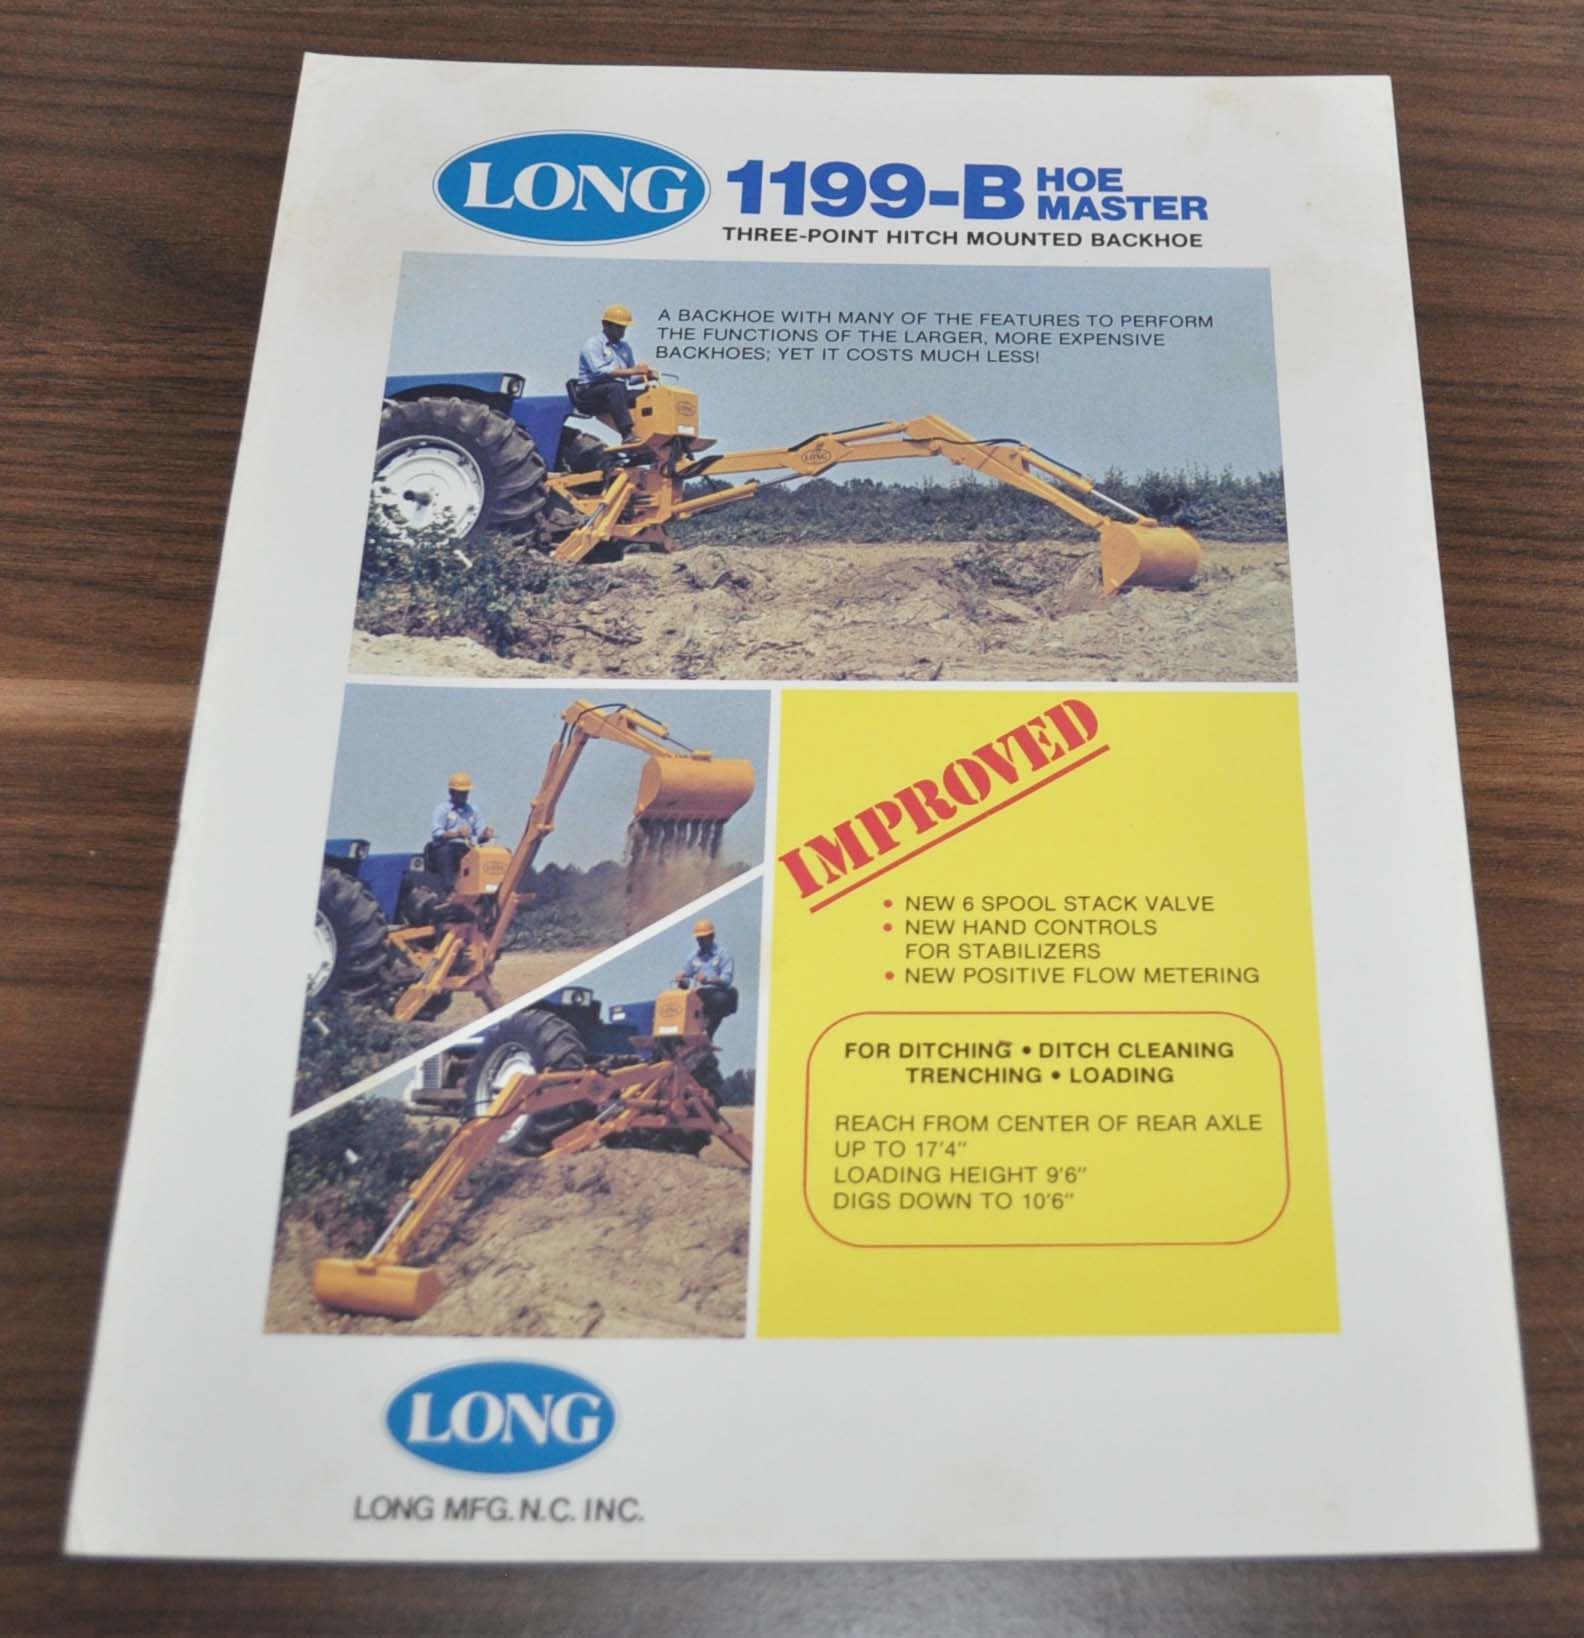 LONG
1199-B HOE MASTER
THREE-POINT HITCH MOUNTED BACKHOE
A BACKHOE WITH MANY OF THE FEATURES TO PERFORM
THE FUNCTIONS OF THE LARGER, MORE EXPENSIVE
BACKHOES; YET IT COSTS MUCH LESS!
LONG
IMPROVED
• NEW 6 SPOOL STACK VALVE
• NEW HAND CONTROLS
FOR STABILIZERS
• NEW POSITIVE FLOW METERING
FOR DITCHING • DITCH CLEANING
TRENCHING • LOADING
REACH FROM CENTER OF REAR AXLE
UP TO 17'4"
LOADING HEIGHT 9'6"
DIGS DOWN TO 10'6"
LONG
LONG MFG. N.C. INC.